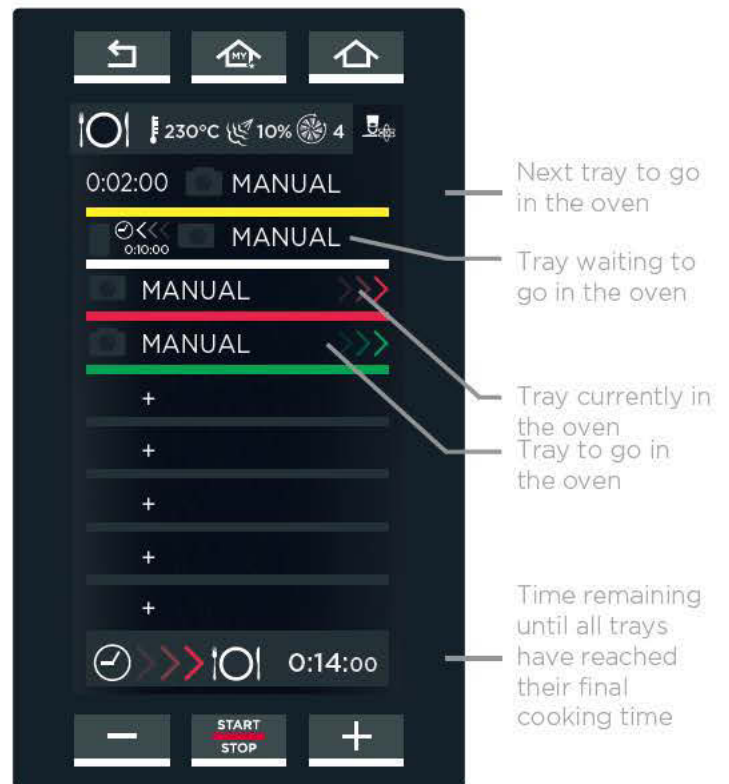 MY
230°C 10% 4
0:02:00 MANUAL
0:10:00 MANUAL
MANUAL
MANUAL
+
+
+
+
+
0:14:00
START
STOP
− +
Next tray to go
in the oven
Tray waiting to
go in the oven
Tray currently in
the oven
Tray to go in
the oven
Time remaining
until all trays
have reached
their final
cooking time